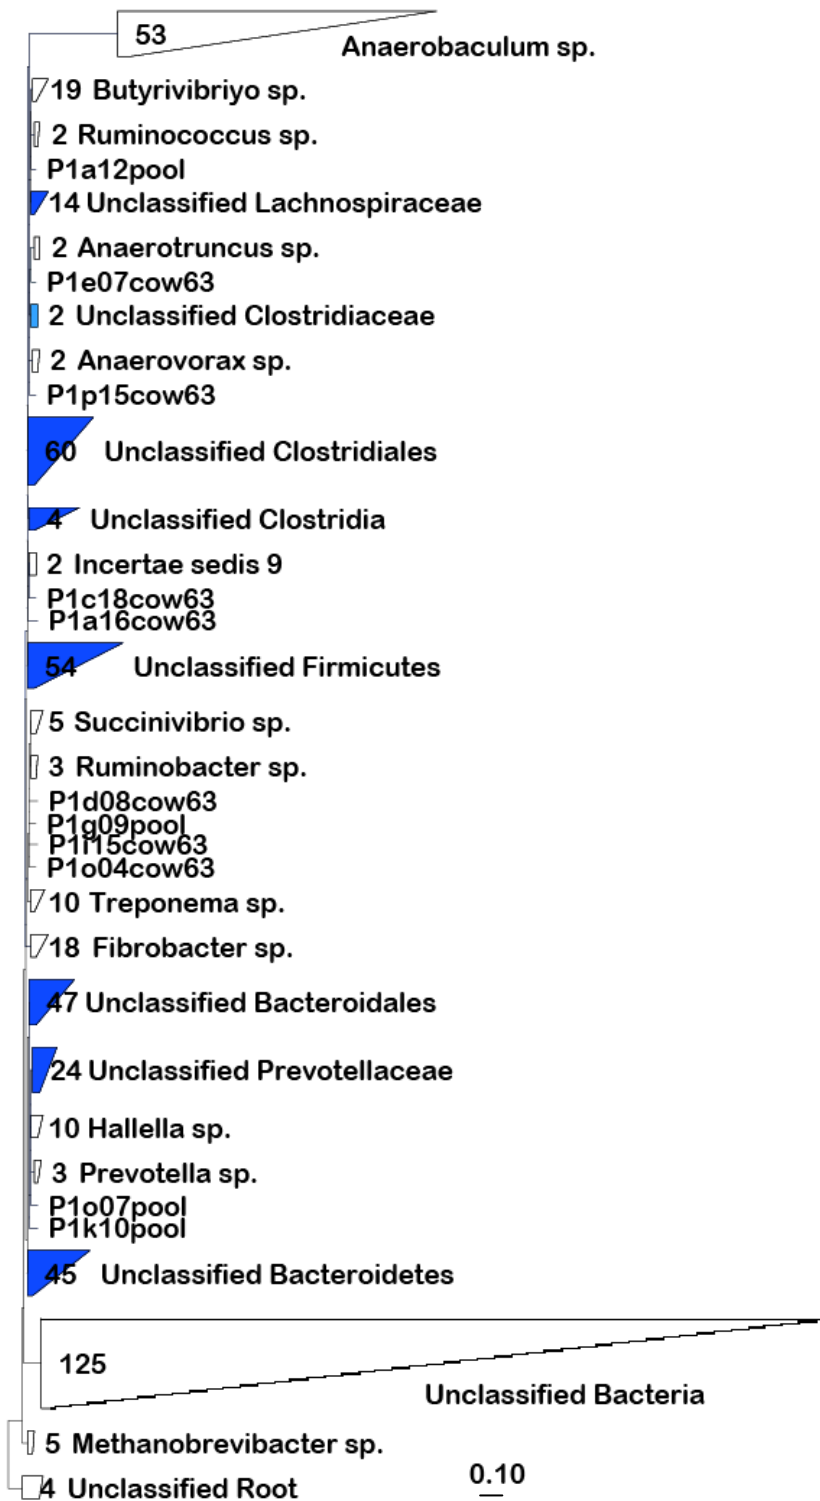 53 Anaerobaculum sp.
19 Butyrivibriyo sp.
2 Ruminococcus sp.
P1a12pool
14 Unclassified Lachnospiraceae
2 Anaerotruncus sp.
P1e07cow63
2 Unclassified Clostridiaceae
2 Anaerovorax sp.
P1p15cow63
60 Unclassified Clostridiales
4 Unclassified Clostridia
2 Incertae sedis 9
P1c18cow63
P1a16cow63
54 Unclassified Firmicutes
5 Succinivibrio sp.
3 Ruminobacter sp.
P1d08cow63
P1g09pool
P1i15cow63
P1o04cow63
10 Treponema sp.
18 Fibrobacter sp.
47 Unclassified Bacteroidales
24 Unclassified Prevotellaceae
10 Hallella sp.
3 Prevotella sp.
P1o07pool
P1k10pool
45 Unclassified Bacteroidetes
125
Unclassified Bacteria
5 Methanobrevibacter sp.
4 Unclassified Root
0.10